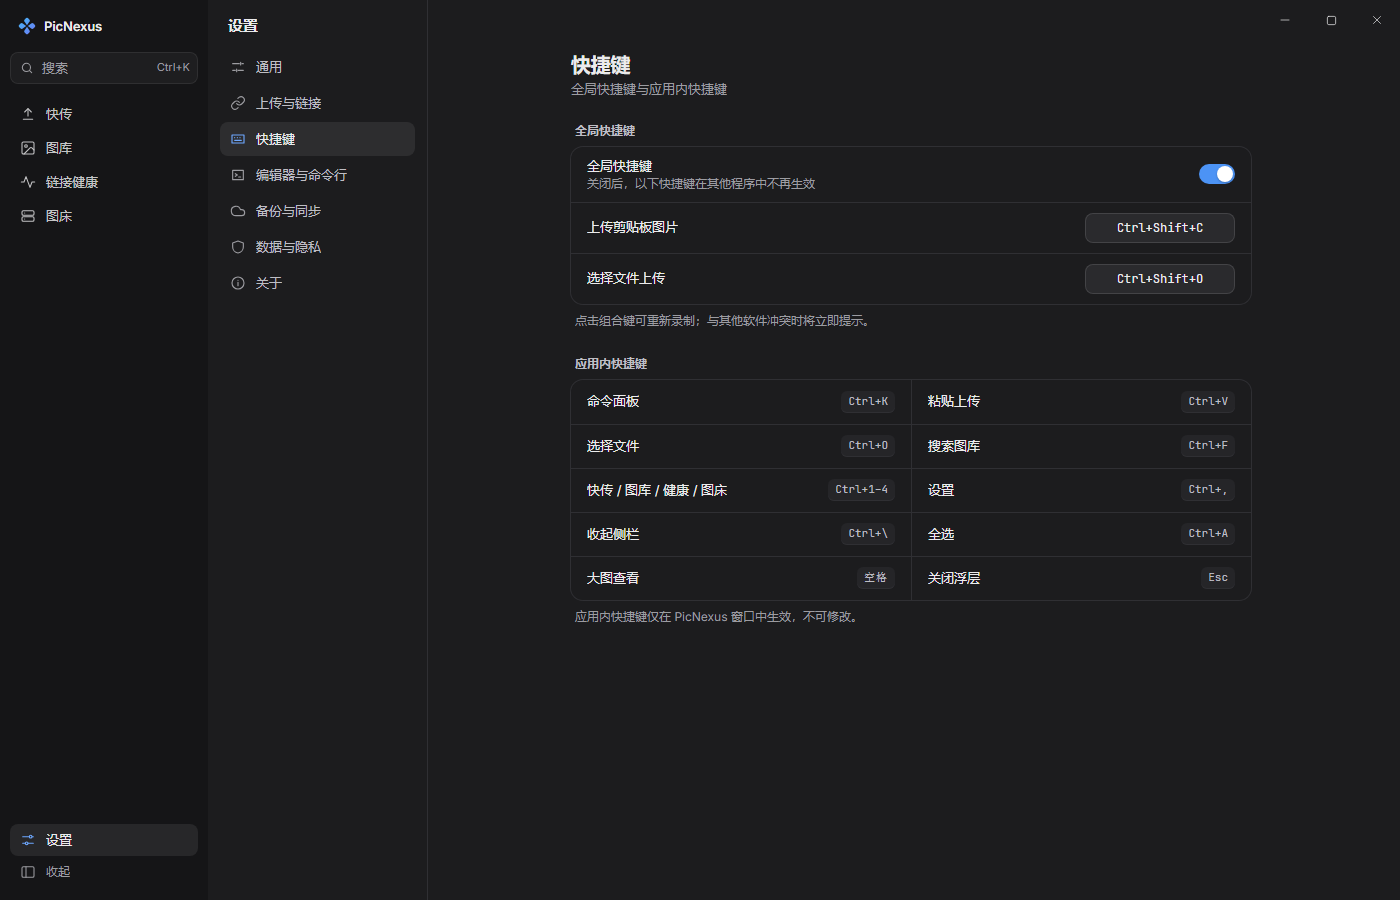 PicNexus
搜索 Ctrl+K
快传
图库
链接健康
图床
设置
收起
设置
通用
上传与链接
快捷键
编辑器与命令行
备份与同步
数据与隐私
关于
快捷键
全局快捷键与应用内快捷键
全局快捷键
全局快捷键
关闭后，以下快捷键在其他程序中不再生效
上传剪贴板图片 Ctrl+Shift+C
选择文件上传 Ctrl+Shift+O
点击组合键可重新录制；与其他软件冲突时将立即提示。
应用内快捷键
命令面板 Ctrl+K 粘贴上传 Ctrl+V
选择文件 Ctrl+O 搜索图库 Ctrl+F
快传 / 图库 / 健康 / 图床 Ctrl+1–4 设置 Ctrl+,
收起侧栏 Ctrl+\ 全选 Ctrl+A
大图查看 空格 关闭浮层 Esc
应用内快捷键仅在 PicNexus 窗口中生效，不可修改。